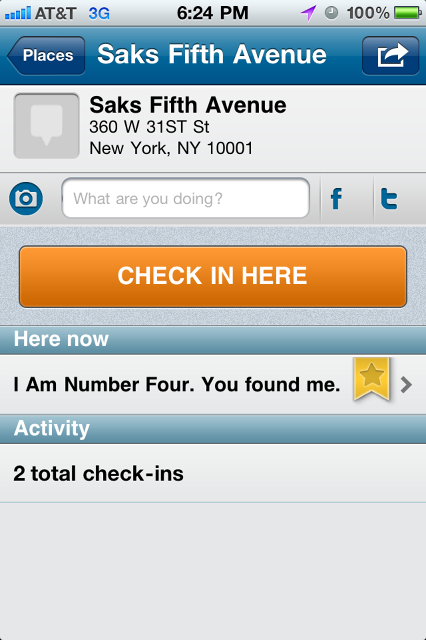 AT&T 3G 6:24 PM 100%
Places Saks Fifth Avenue
Saks Fifth Avenue
360 W 31ST St
New York, NY 10001
What are you doing? f t
CHECK IN HERE
Here now
I Am Number Four. You found me.
Activity
2 total check-ins